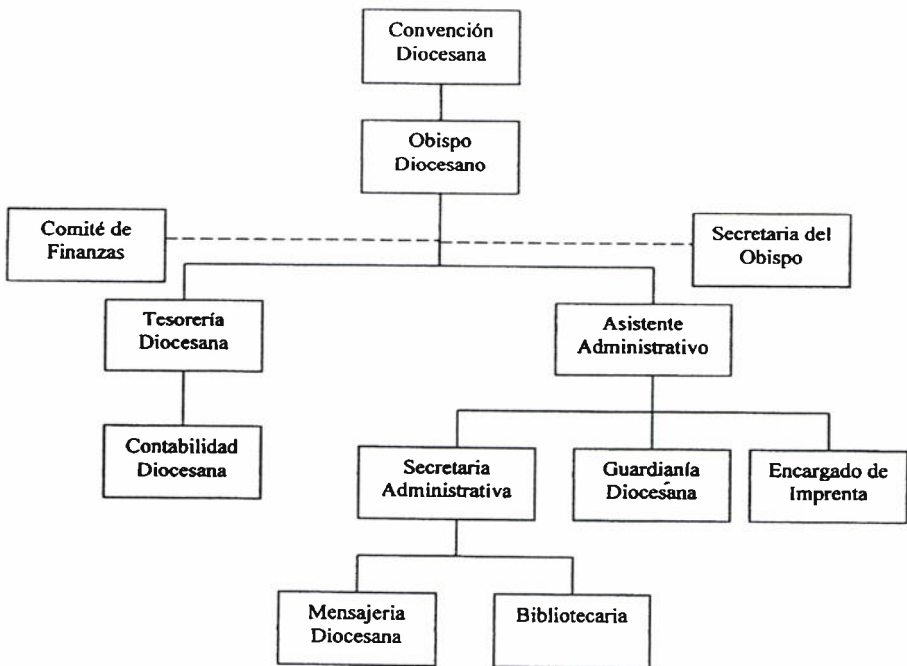 Convención
Diocesana
Obispo
Diocesano
Comité de
Finanzas
Secretaria del
Obispo
Tesorería
Diocesana
Asistente
Administrativo
Contabilidad
Diocesana
Secretaria
Administrativa
Guardianía
Diocesana
Encargado de
Imprenta
Mensajeria
Diocesana
Bibliotecaria